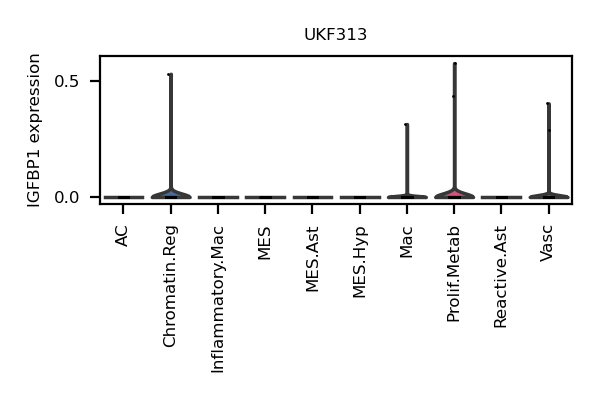 UKF313
IGFBP1 expression
0.5
0.0
AC
Chromatin.Reg
Inflammatory.Mac
MES
MES.Ast
MES.Hyp
Mac
Prolif.Metab
Reactive.Ast
Vasc